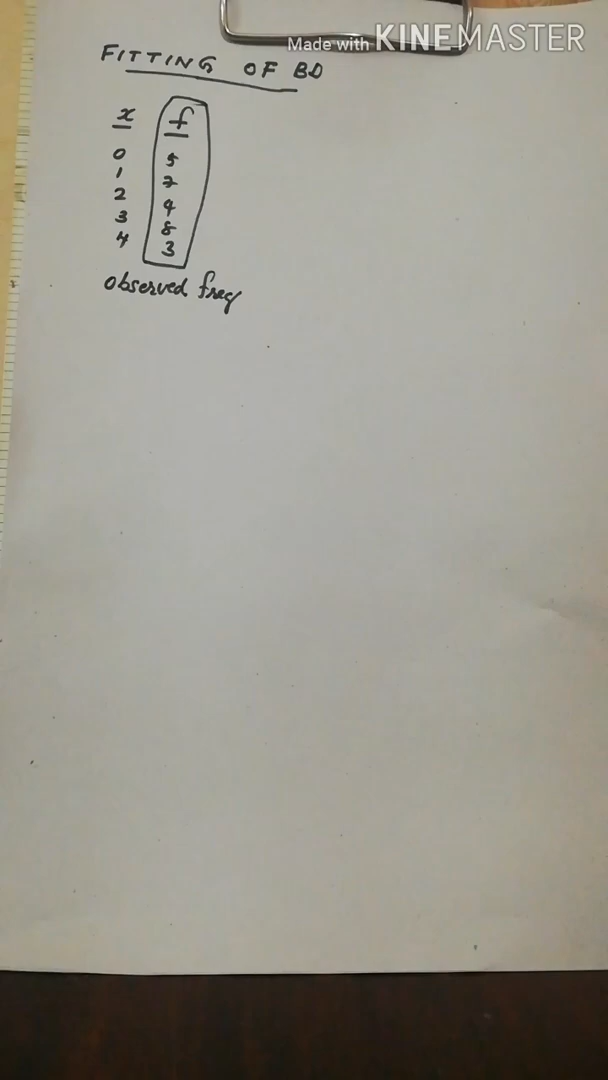 Made with KINEMASTER
FITTING OF BD
x f
0 5
1 7
2 4
3 8
4 3
observed freq